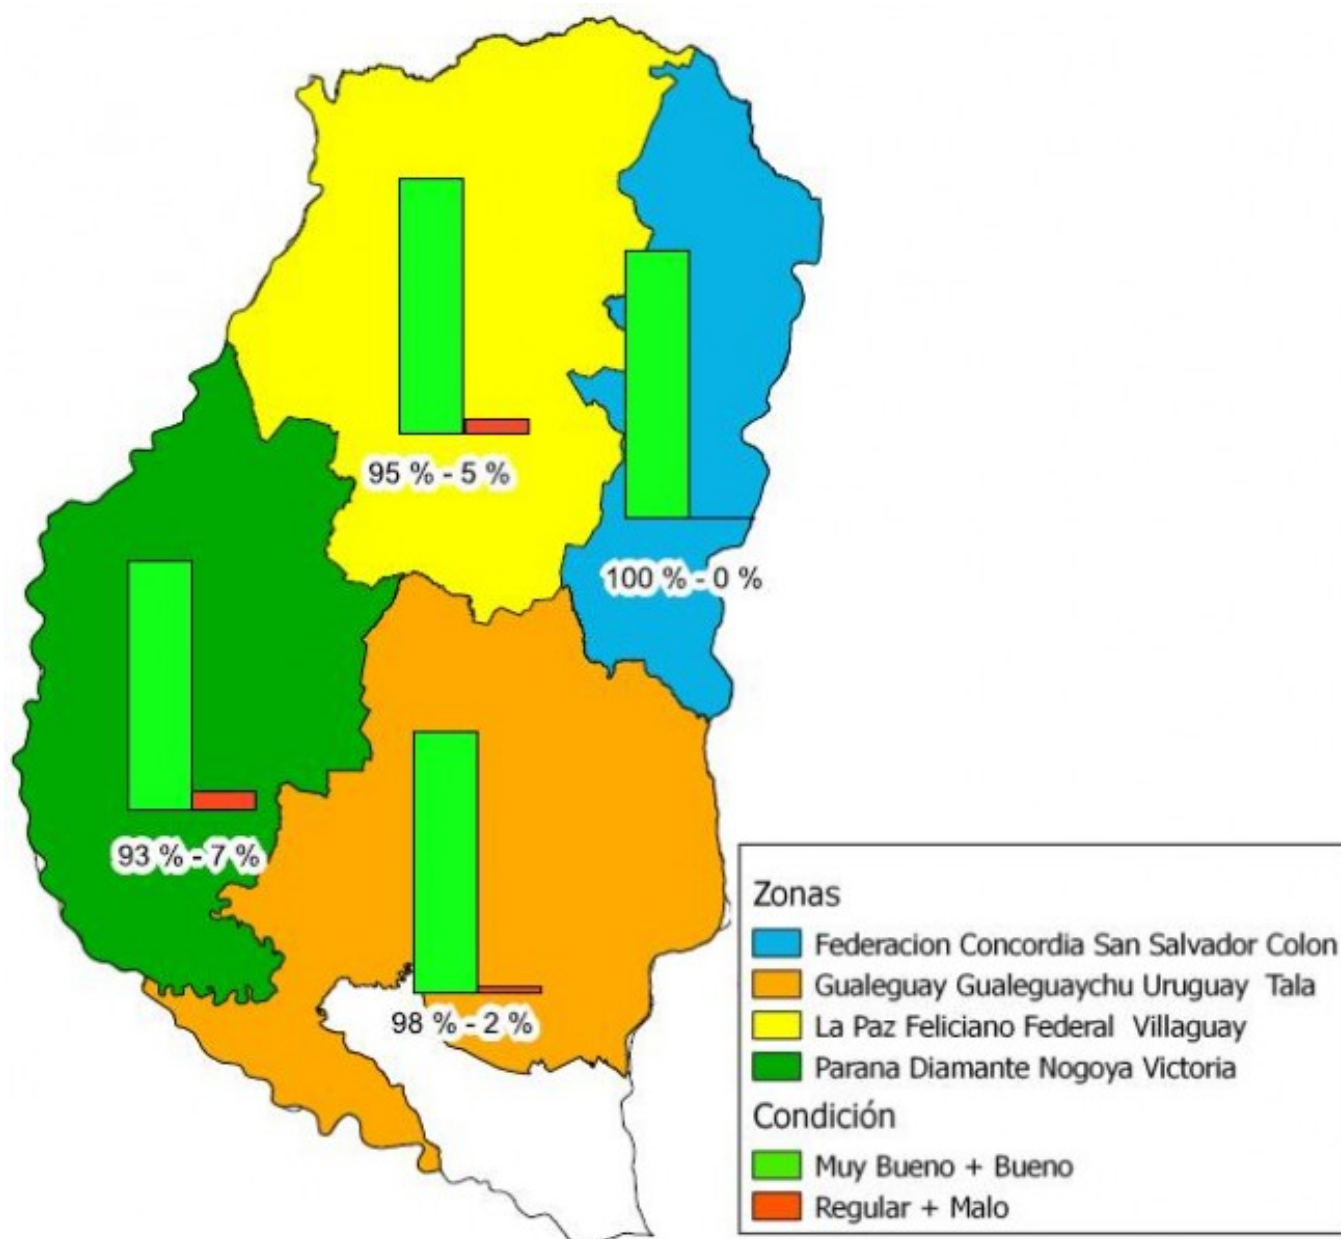 95 % - 5 %
100 % - 0 %
93 % - 7 %
98 % - 2 %
Zonas
Federacion Concordia San Salvador Colon
Gualeguay Gualeguaychu Uruguay Tala
La Paz Feliciano Federal Villaguay
Parana Diamante Nogoya Victoria
Condición
Muy Bueno + Bueno
Regular + Malo